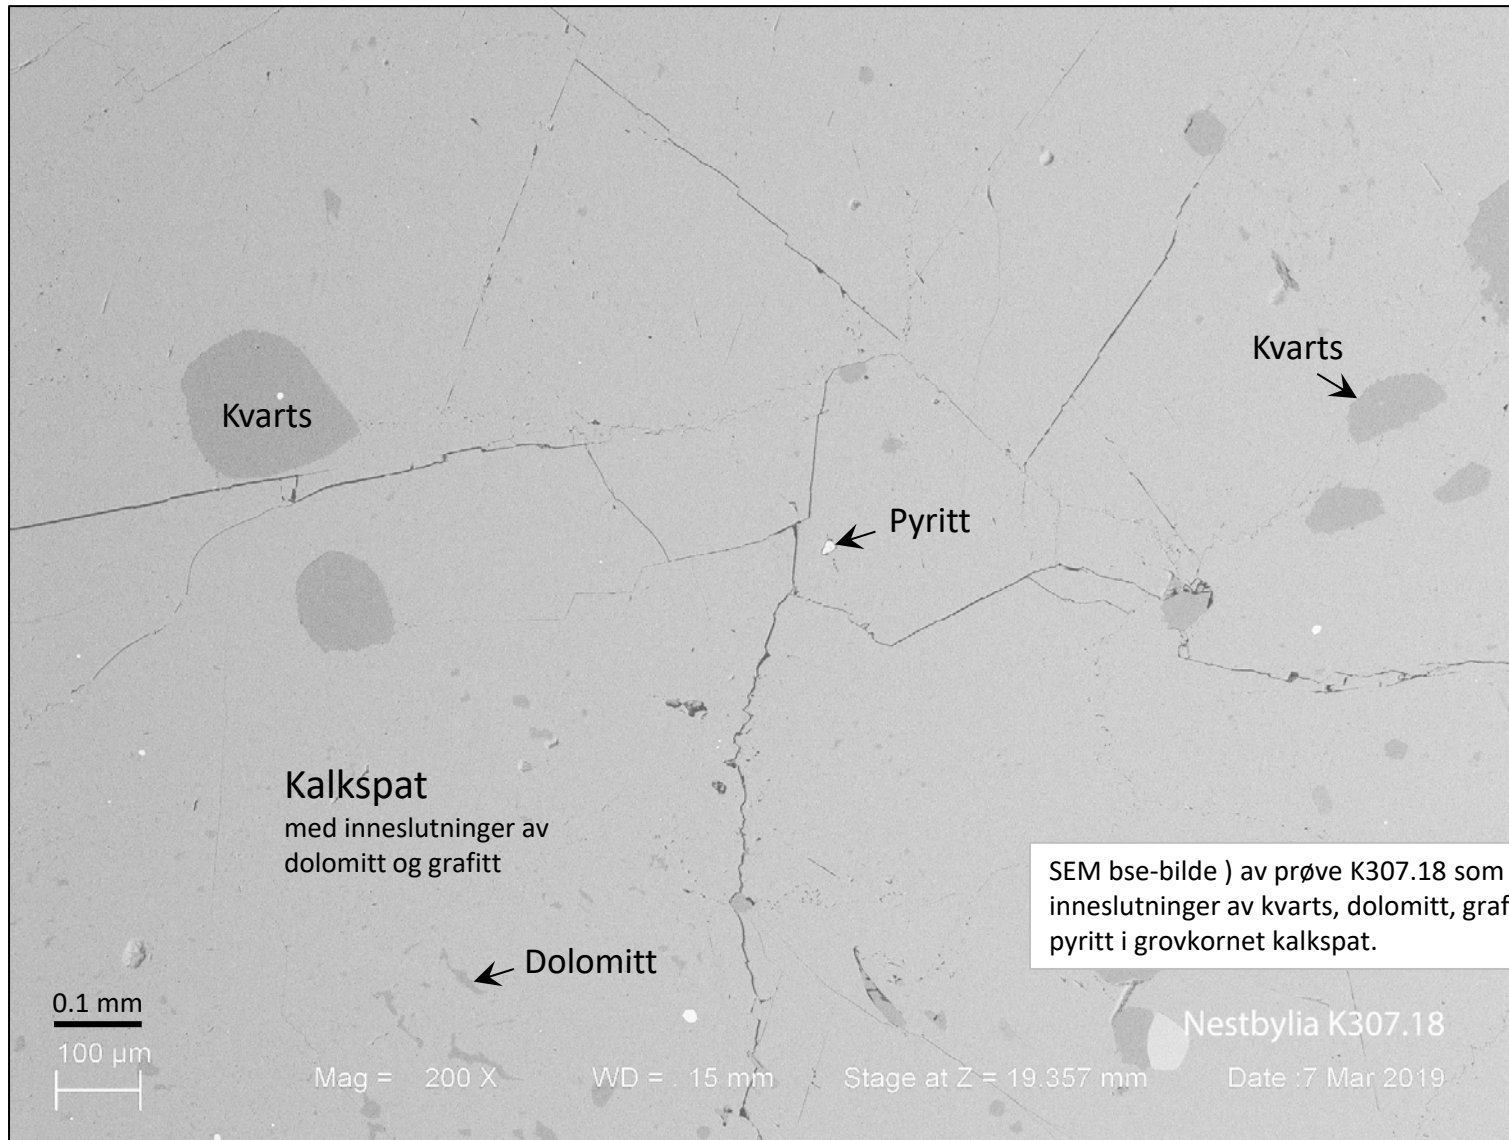 Kvarts
Kvarts
Pyritt
Kalkspat
med inneslutninger av
dolomitt og grafitt
SEM bse-bilde ) av prøve K307.18 som
inneslutninger av kvarts, dolomitt, graf
pyritt i grovkornet kalkspat.
Dolomitt
0.1 mm
Nestbylia K307.18
100 µm
Mag = 200 X WD = . 15 mm Stage at Z = 19.357 mm Date :7 Mar 2019